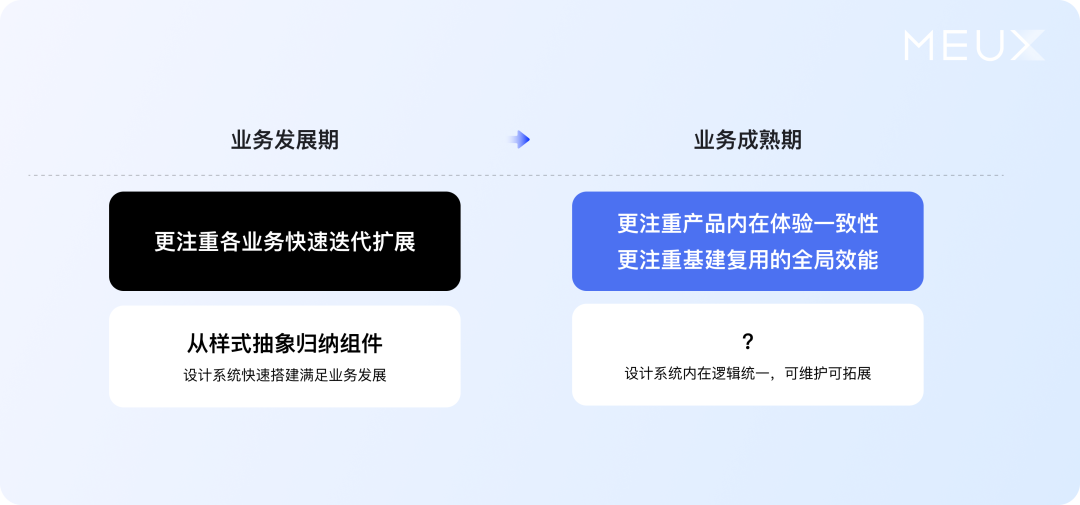 MEUX
业务发展期
业务成熟期
更注重各业务快速迭代扩展
更注重产品内在体验一致性
更注重基建复用的全局效能
从样式抽象归纳组件
设计系统快速搭建满足业务发展
?
设计系统内在逻辑统一，可维护可拓展